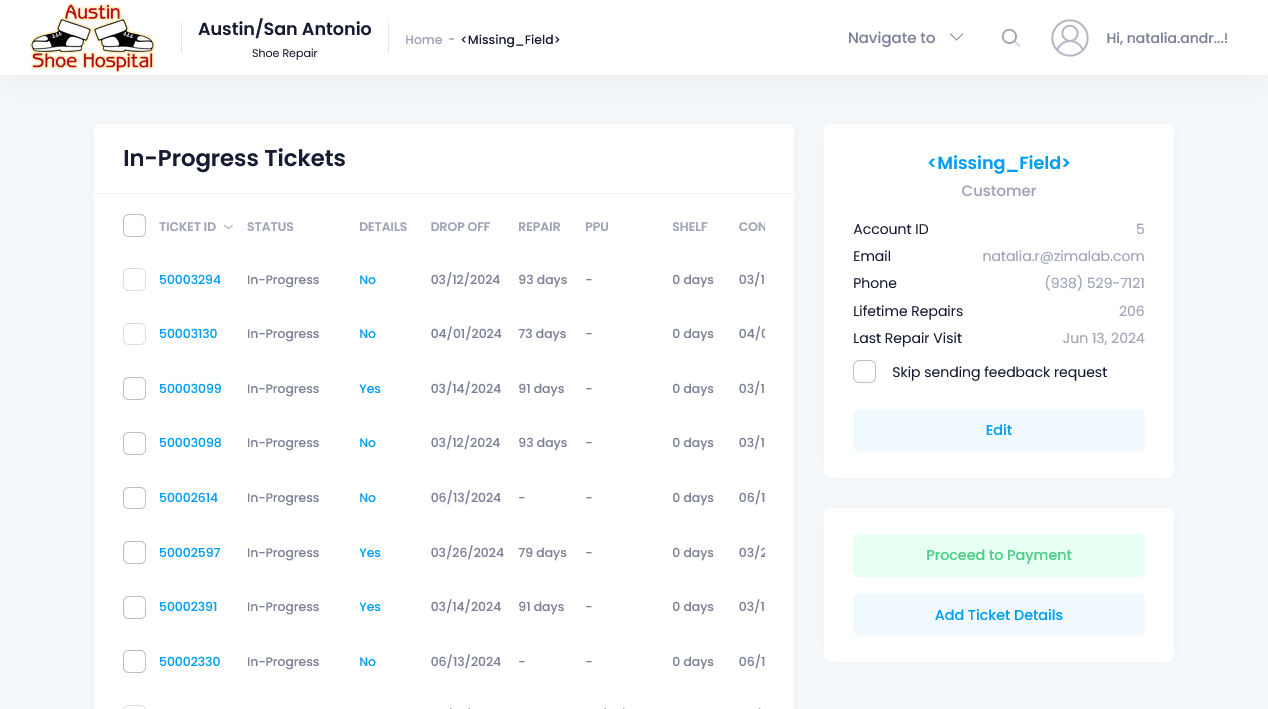 Austin
Shoe Hospital
Austin/San Antonio
Shoe Repair
Home - <Missing_Field>
Navigate to
Hi, natalia.andr...!
In-Progress Tickets
TICKET ID STATUS DETAILS DROP OFF REPAIR PPU SHELF CON
50003294 In-Progress No 03/12/2024 93 days - 0 days 03/1
50003130 In-Progress No 04/01/2024 73 days - 0 days 04/0
50003099 In-Progress Yes 03/14/2024 91 days - 0 days 03/1
50003098 In-Progress No 03/12/2024 93 days - 0 days 03/1
50002614 In-Progress No 06/13/2024 - - 0 days 06/1
50002597 In-Progress Yes 03/26/2024 79 days - 0 days 03/2
50002391 In-Progress Yes 03/14/2024 91 days - 0 days 03/1
50002330 In-Progress No 06/13/2024 - - 0 days 06/1
<Missing_Field>
Customer
Account ID 5
Email natalia.r@zimalab.com
Phone (938) 529-7121
Lifetime Repairs 206
Last Repair Visit Jun 13, 2024
Skip sending feedback request
Edit
Proceed to Payment
Add Ticket Details